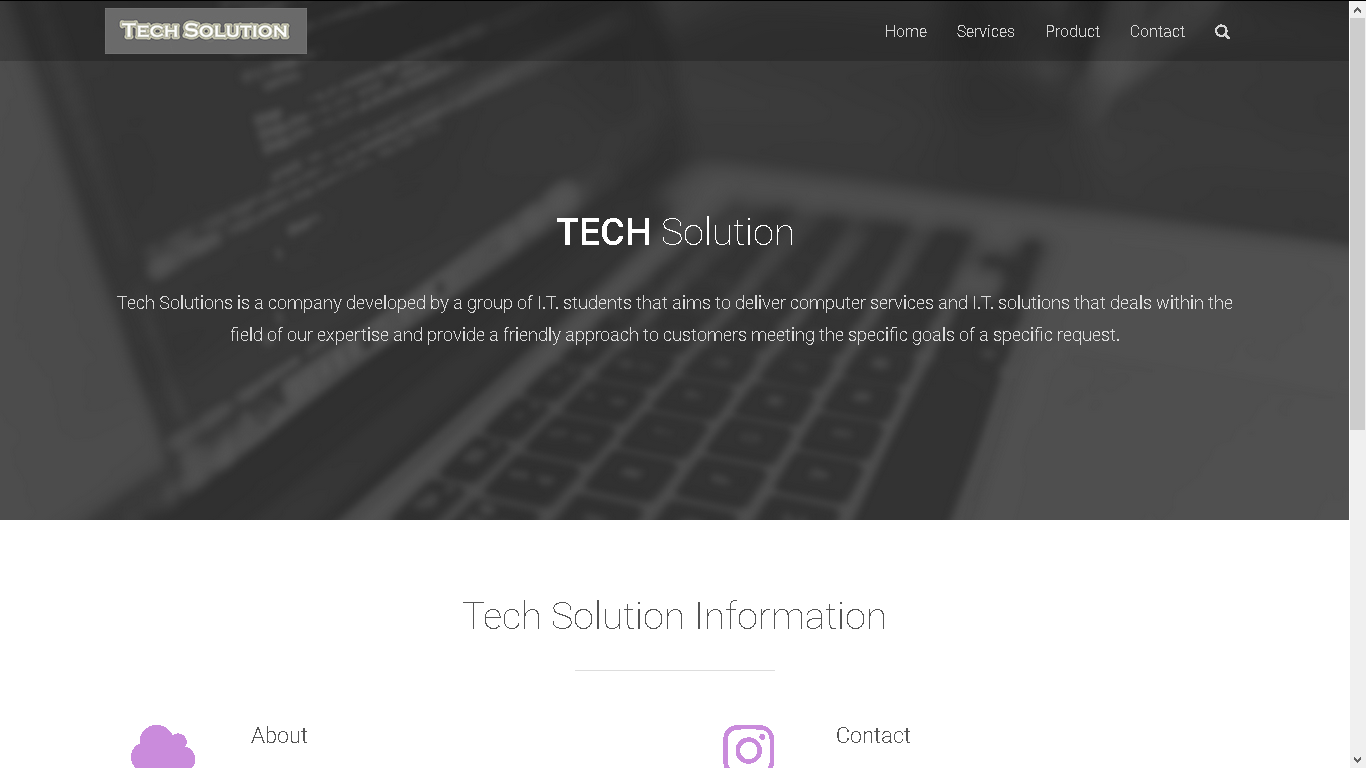 TECH SOLUTION
Home Services Product Contact
TECH Solution
Tech Solutions is a company developed by a group of I.T. students that aims to deliver computer services and I.T. solutions that deals within the
field of our expertise and provide a friendly approach to customers meeting the specific goals of a specific request.
Tech Solution Information
About
Contact